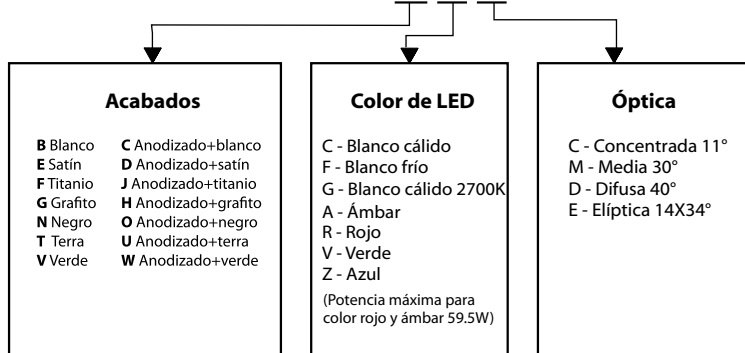 Acabados
B Blanco C Anodizado+blanco
E Satín D Anodizado+satín
F Titanio J Anodizado+titanio
G Grafito H Anodizado+grafito
N Negro O Anodizado+negro
T Terra U Anodizado+terra
V Verde W Anodizado+verde
Color de LED
C - Blanco cálido
F - Blanco frío
G - Blanco cálido 2700K
A - Ámbar
R - Rojo
V - Verde
Z - Azul
(Potencia máxima para
color rojo y ámbar 59.5W)
Óptica
C - Concentrada 11°
M - Media 30°
D - Difusa 40°
E - Elíptica 14X34°